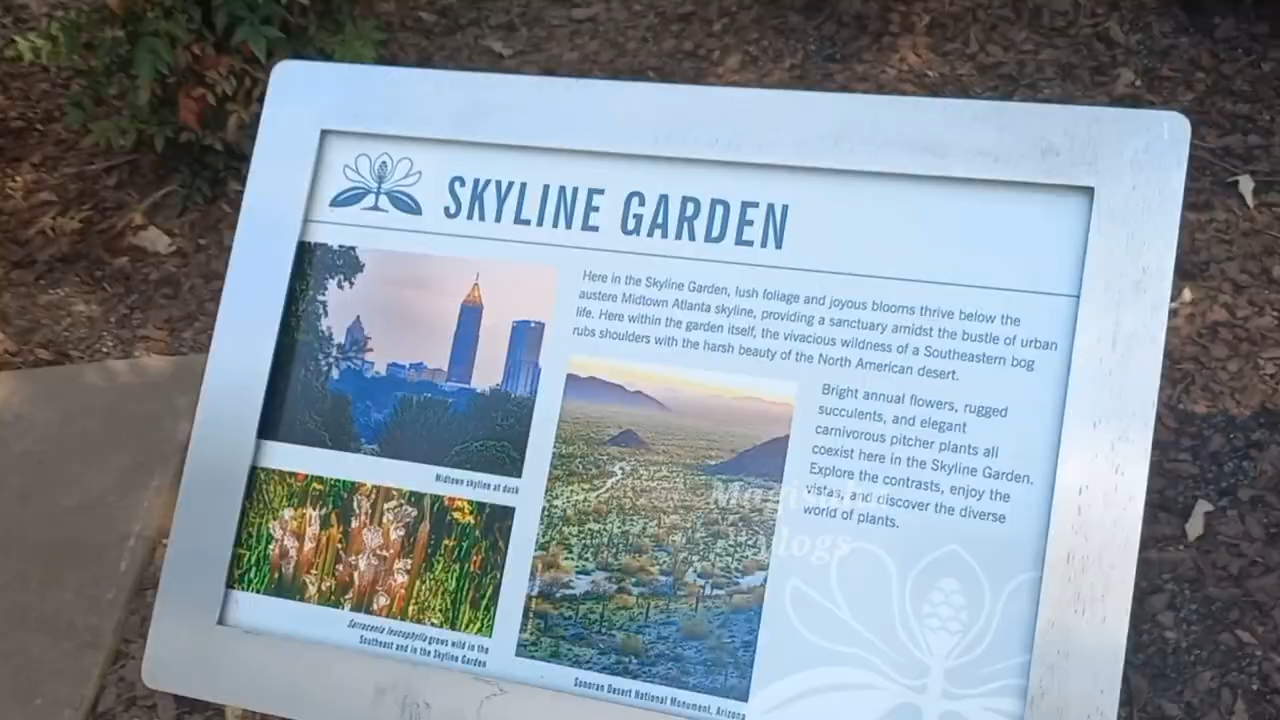 SKYLINE GARDEN
Here in the Skyline Garden, lush foliage and joyous blooms thrive below the
austere Midtown Atlanta skyline, providing a sanctuary amidst the bustle of urban
life. Here within the garden itself, the vivacious wildness of a Southeastern bog
rubs shoulders with the harsh beauty of the North American desert.
Bright annual flowers, rugged
succulents, and elegant
carnivorous pitcher plants all
coexist here in the Skyline Garden.
Explore the contrasts, enjoy the
vistas, and discover the diverse
world of plants.
Midtown skyline at dusk
Sarracenia leucophylla grows wild in the
Southeast and in the Skyline Garden
Sonoran Desert National Monument, Arizona